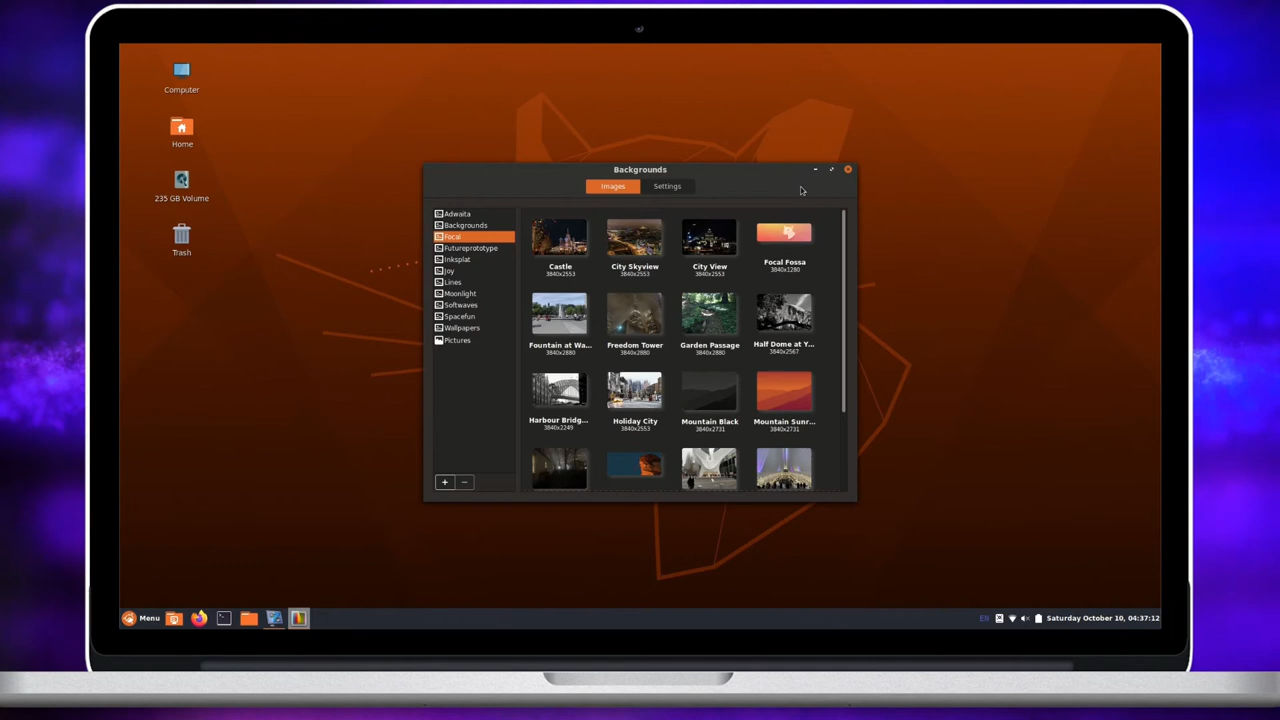 Computer
Home
235 GB Volume
Trash
Backgrounds
Images Settings
Adwaita
Backgrounds
Focal
Futureprototype
Inksplat
Joy
Lines
Moonlight
Softwaves
Spacefun
Wallpapers
Pictures
+ −
Castle
3840x2553
City Skyview
3840x2553
City View
3840x2553
Focal Fossa
3840x1280
Fountain at Wa...
3840x2880
Freedom Tower
3840x2880
Garden Passage
3840x2880
Half Dome at Y...
3840x2567
Harbour Bridg...
3840x2249
Holiday City
3840x2553
Mountain Black
3840x2731
Mountain Sunr...
3840x2731
Menu
EN
Saturday October 10, 04:37:12